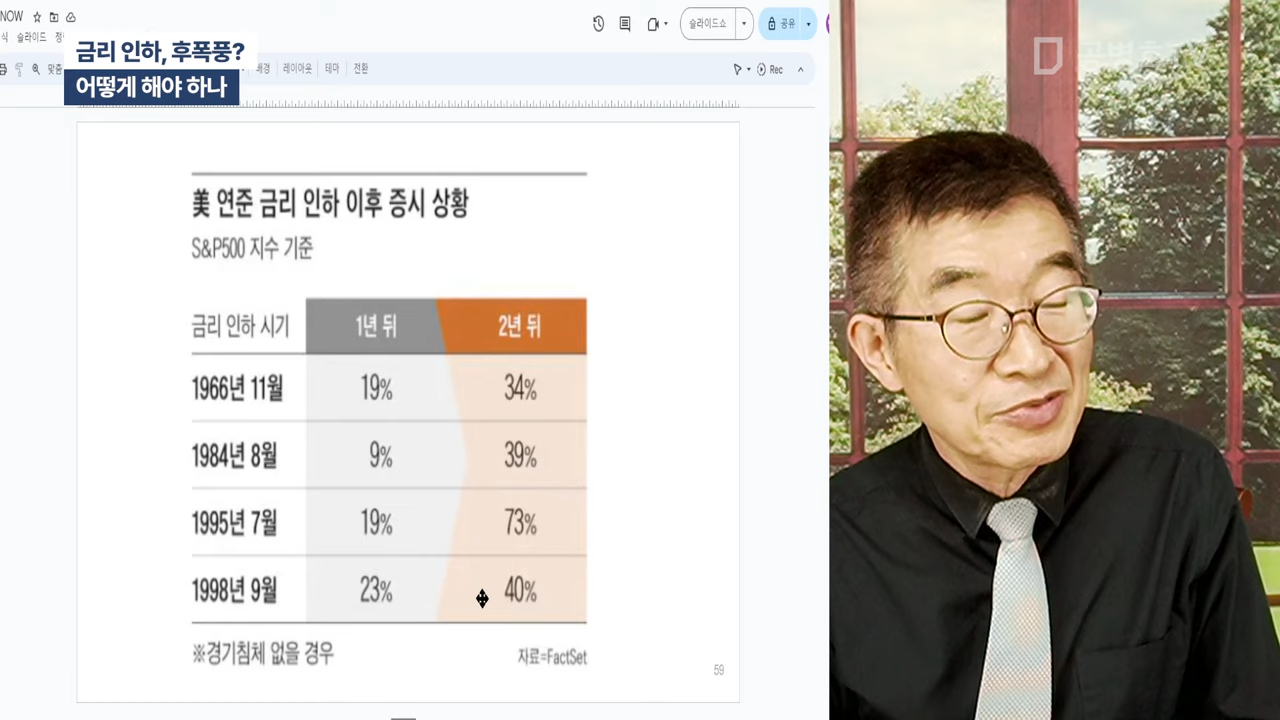 NOW
슬라이드쇼
공유
식 슬라이드
금리 인하, 후폭풍?
어떻게 해야 하나
맞춤
배경 레이아웃 테마 전환
Rec
美 연준 금리 인하 이후 증시 상황
S&P500 지수 기준
금리 인하 시기 1년 뒤 2년 뒤
1966년 11월 19% 34%
1984년 8월 9% 39%
1995년 7월 19% 73%
1998년 9월 23% 40%
※경기침체 없을 경우 자료=FactSet
59